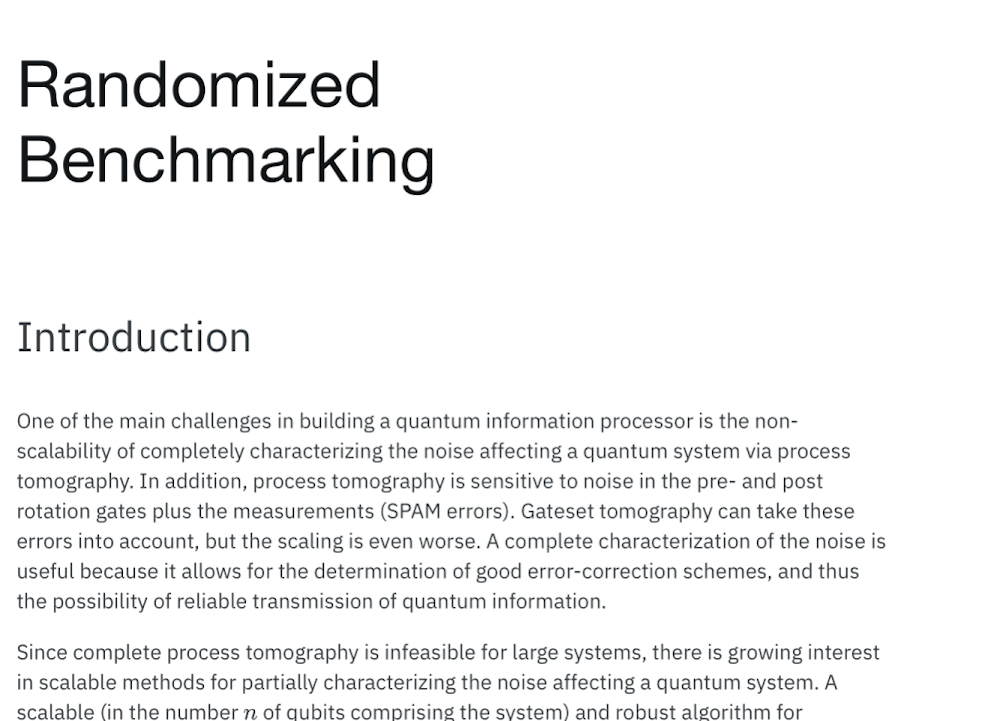 Randomized
Benchmarking
Introduction
One of the main challenges in building a quantum information processor is the non-
scalability of completely characterizing the noise affecting a quantum system via process
tomography. In addition, process tomography is sensitive to noise in the pre- and post
rotation gates plus the measurements (SPAM errors). Gateset tomography can take these
errors into account, but the scaling is even worse. A complete characterization of the noise is
useful because it allows for the determination of good error-correction schemes, and thus
the possibility of reliable transmission of quantum information.
Since complete process tomography is infeasible for large systems, there is growing interest
in scalable methods for partially characterizing the noise affecting a quantum system. A
scalable (in the number n of qubits comprising the system) and robust algorithm for